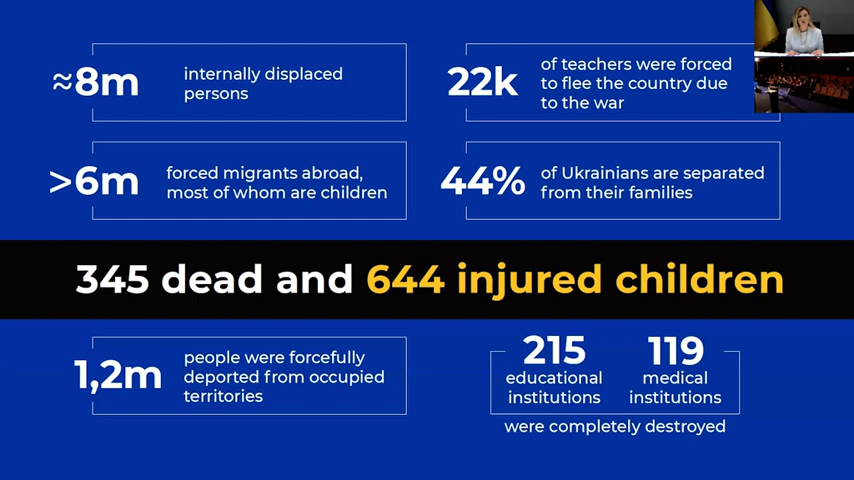 ≈8m
internally displaced
persons
22k
of teachers were forced
to flee the country due
to the war
>6m
forced migrants abroad,
most of whom are children
44%
of Ukrainians are separated
from their families
345 dead and 644 injured children
1,2m
people were forcefully
deported from occupied
territories
215
educational
institutions
119
medical
institutions
were completely destroyed